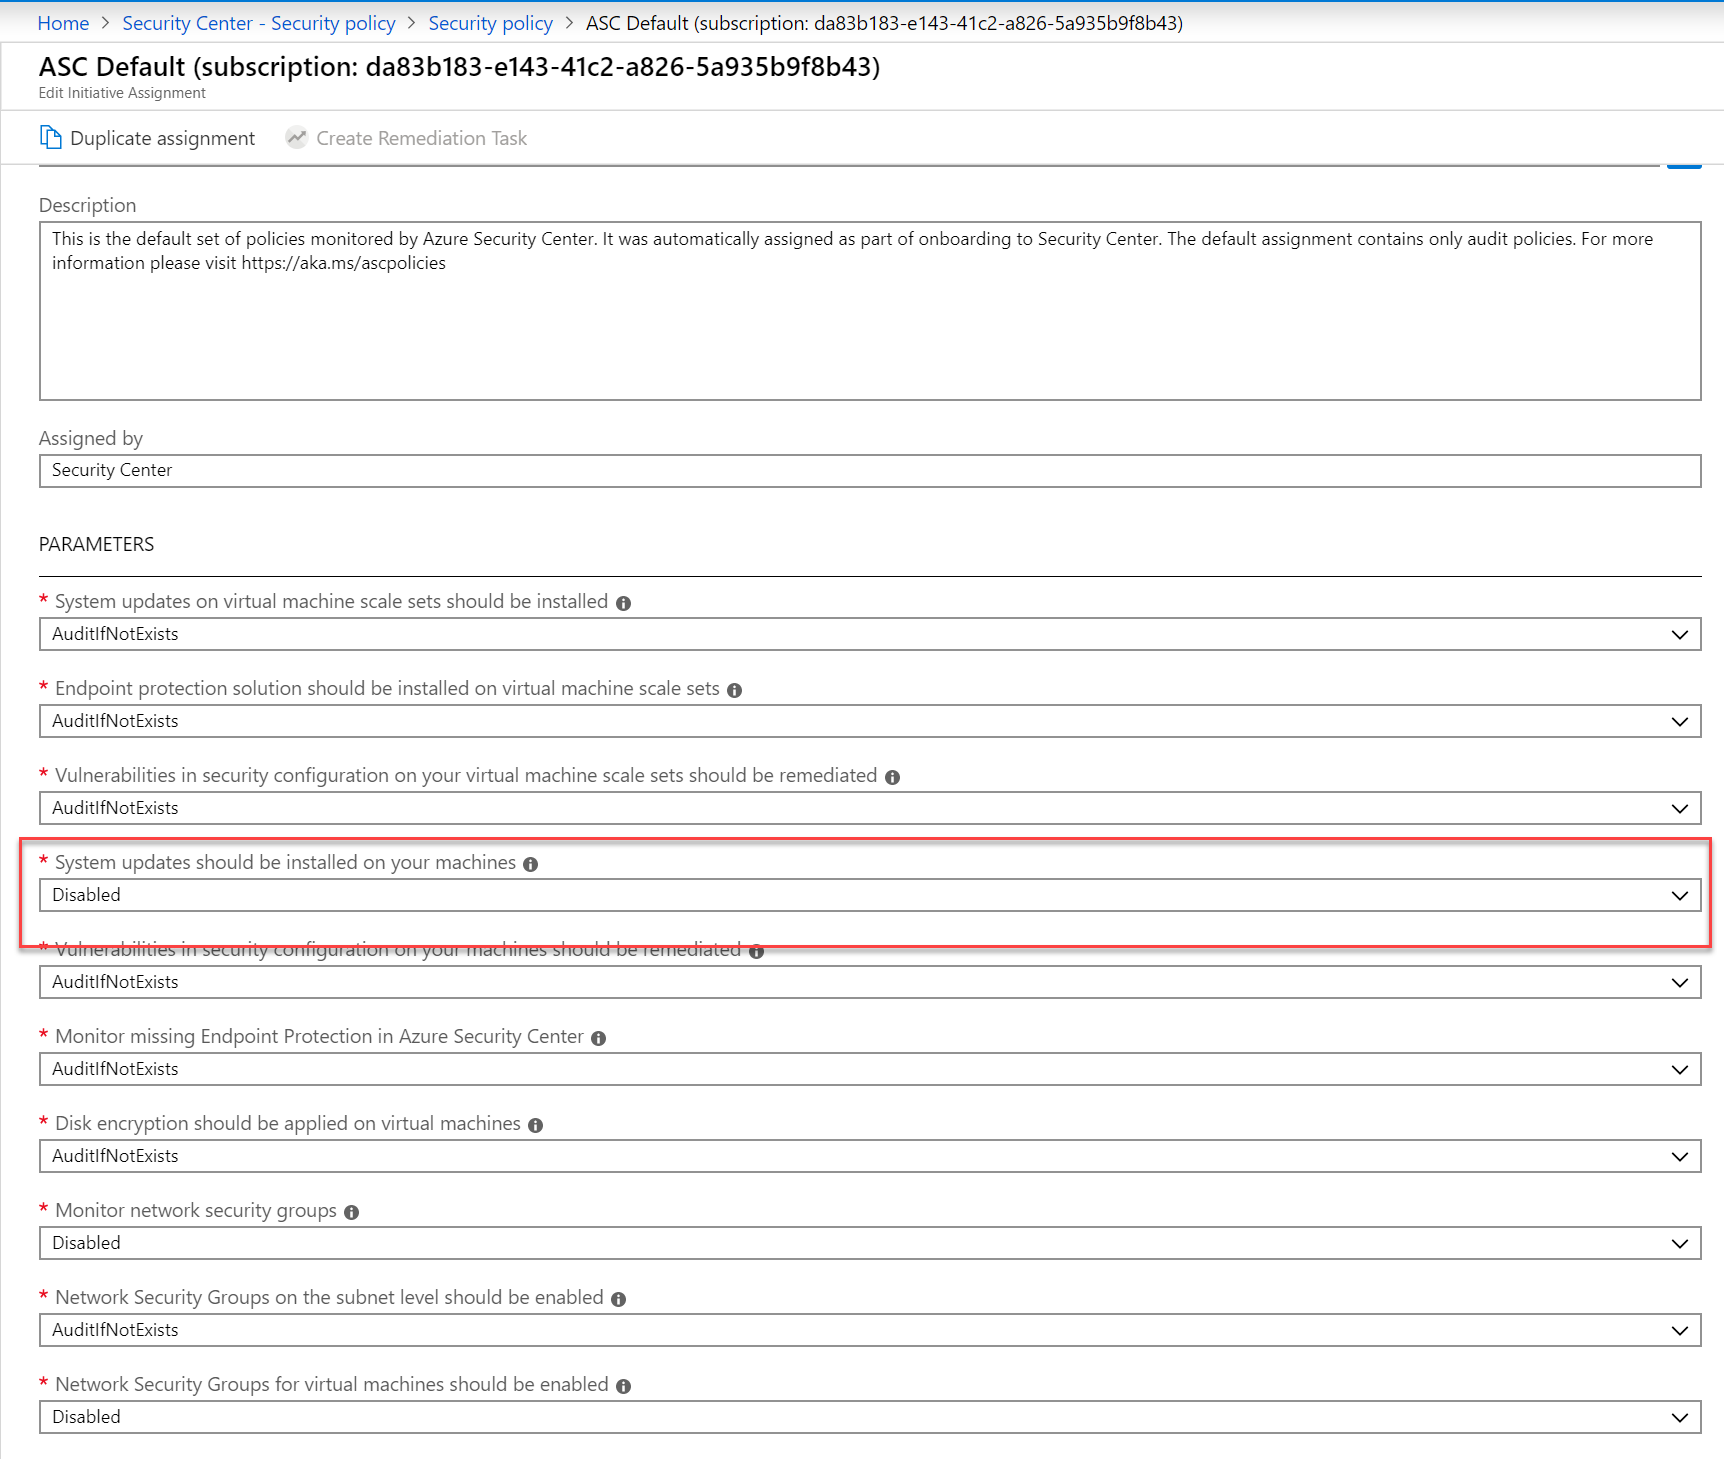 Home > Security Center - Security policy > Security policy > ASC Default (subscription: da83b183-e143-41c2-a826-5a935b9f8b43)
ASC Default (subscription: da83b183-e143-41c2-a826-5a935b9f8b43)
Edit Initiative Assignment
Duplicate assignment Create Remediation Task
Description
This is the default set of policies monitored by Azure Security Center. It was automatically assigned as part of onboarding to Security Center. The default assignment contains only audit policies. For more
information please visit https://aka.ms/ascpolicies
Assigned by
Security Center
PARAMETERS
* System updates on virtual machine scale sets should be installed
AuditIfNotExists
* Endpoint protection solution should be installed on virtual machine scale sets
AuditIfNotExists
* Vulnerabilities in security configuration on your virtual machine scale sets should be remediated
AuditIfNotExists
* System updates should be installed on your machines
Disabled
* Vulnerabilities in security configuration on your machines should be remediated
AuditIfNotExists
* Monitor missing Endpoint Protection in Azure Security Center
AuditIfNotExists
* Disk encryption should be applied on virtual machines
AuditIfNotExists
* Monitor network security groups
Disabled
* Network Security Groups on the subnet level should be enabled
AuditIfNotExists
* Network Security Groups for virtual machines should be enabled
Disabled